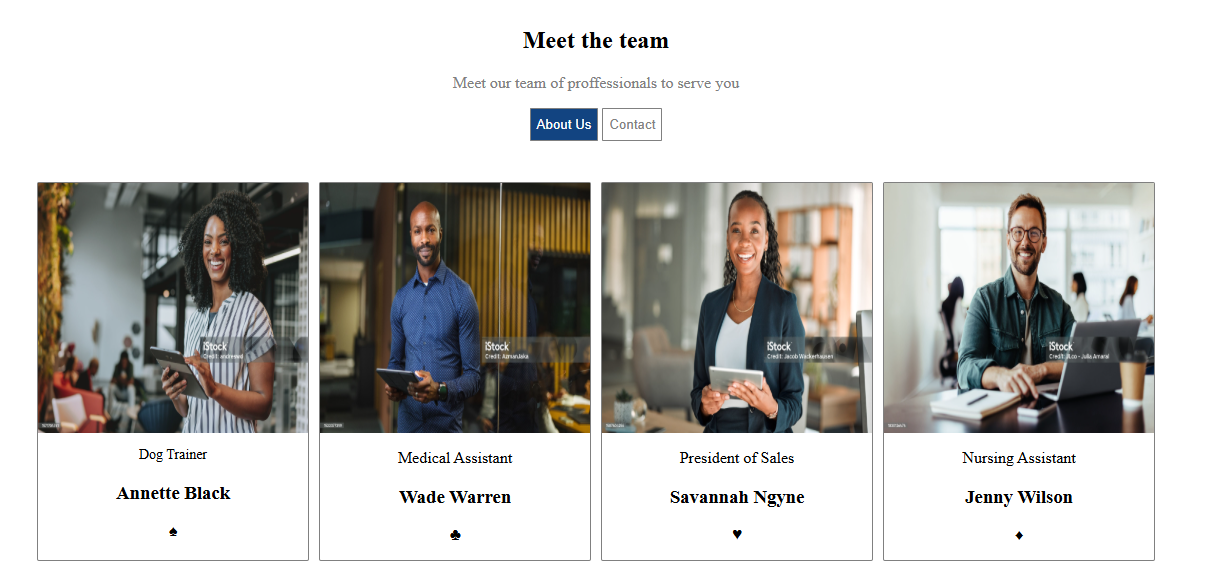 Meet the team
Meet our team of proffessionals to serve you
About Us
Contact
iStock
Credit: andresr
iStock
Credit: AzmanJaka
iStock
Credit: Jacob Wackerhausen
iStock
Credit: JLco - Julia Amaral
Dog Trainer
Annette Black
♠
Medical Assistant
Wade Warren
♣
President of Sales
Savannah Ngyne
♥
Nursing Assistant
Jenny Wilson
♦